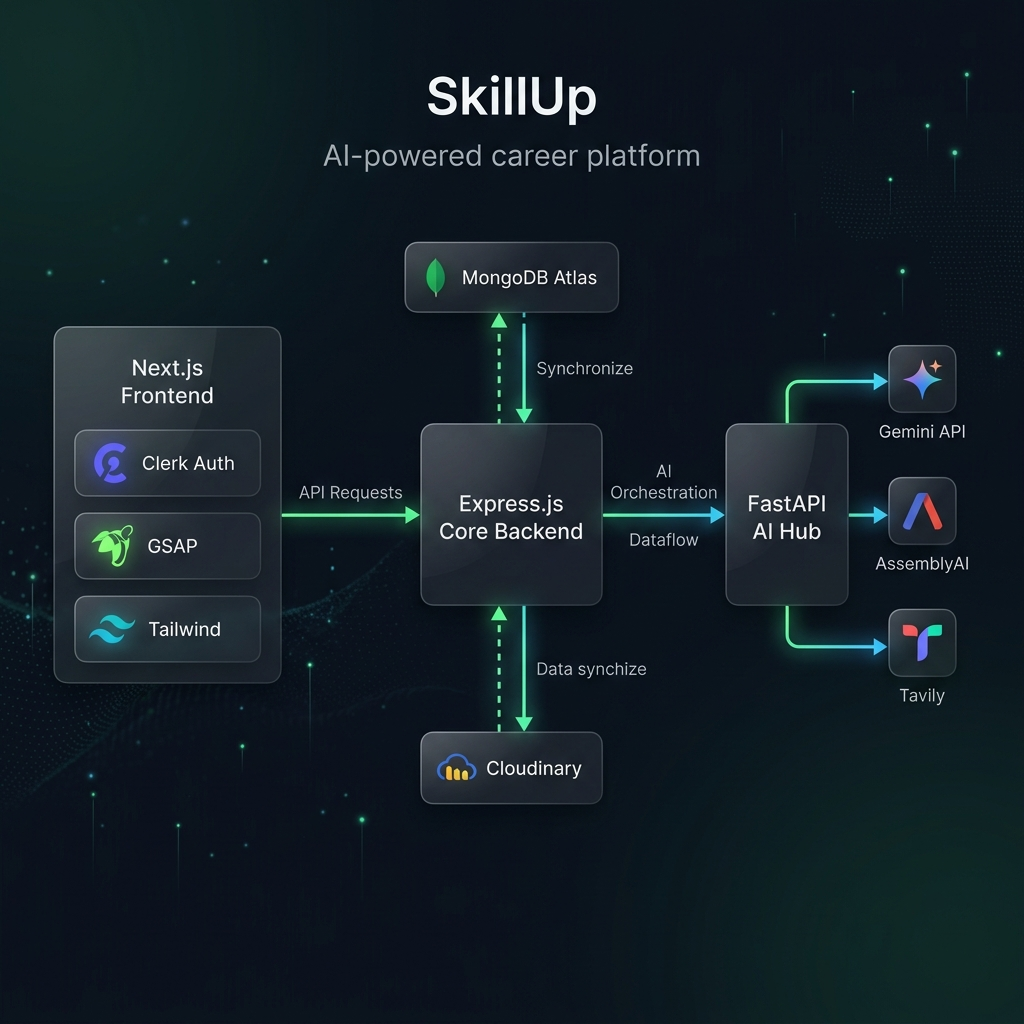 SkillUp
AI-powered career platform
MongoDB Atlas
Synchronize
Next.js
Frontend
Clerk Auth
GSAP
Tailwind
API Requests
Express.js
Core Backend
AI
Orchestration
Dataflow
FastAPI
AI Hub
Gemini API
AssemblyAI
Tavily
Data synchize
Cloudinary